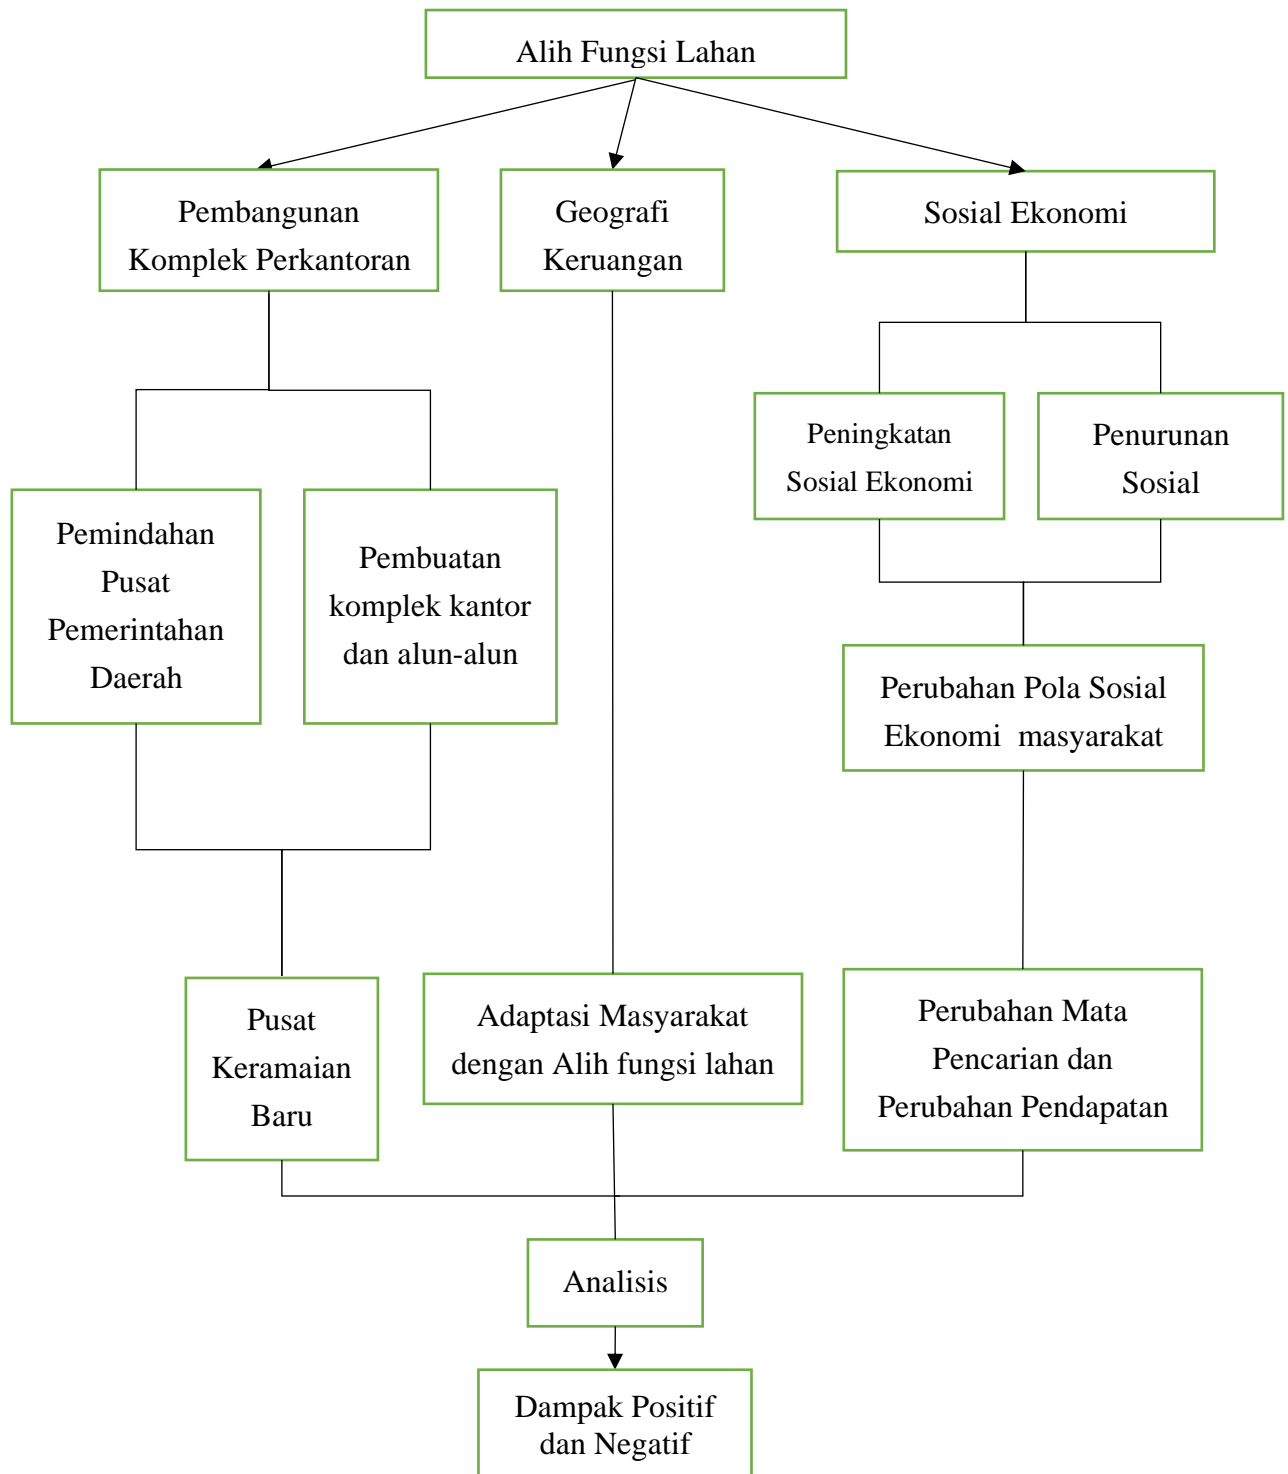 Alih Fungsi Lahan
Pembangunan
Komplek Perkantoran
Geografi
Keruangan
Sosial Ekonomi
Peningkatan
Sosial Ekonomi
Penurunan
Sosial
Pemindahan
Pusat
Pemerintahan
Daerah
Pembuatan
komplek kantor
dan alun-alun
Perubahan Pola Sosial
Ekonomi  masyarakat
Pusat
Keramaian
Baru
Adaptasi Masyarakat
dengan Alih fungsi lahan
Perubahan Mata
Pencarian dan
Perubahan Pendapatan
Analisis
Dampak Positif
dan Negatif